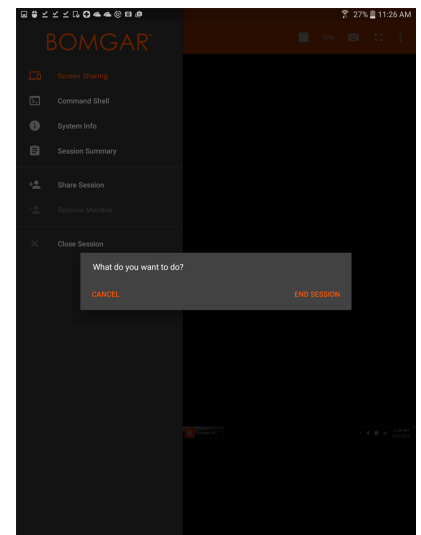 27% 11:26 AM
BOMGAR
Screen Sharing
Command Shell
System Info
Session Summary
Share Session
Remove Member
Close Session
What do you want to do?
CANCEL
END SESSION